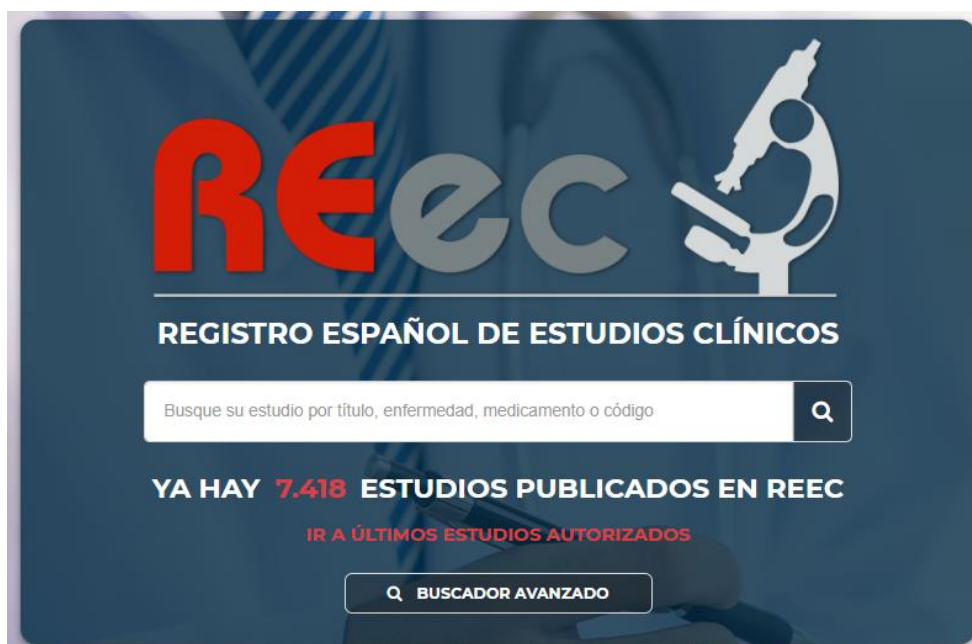 REec
REGISTRO ESPAÑOL DE ESTUDIOS CLÍNICOS
Busque su estudio por título, enfermedad, medicamento o código
YA HAY 7.418 ESTUDIOS PUBLICADOS EN REEC
IR A ÚLTIMOS ESTUDIOS AUTORIZADOS
BUSCADOR AVANZADO